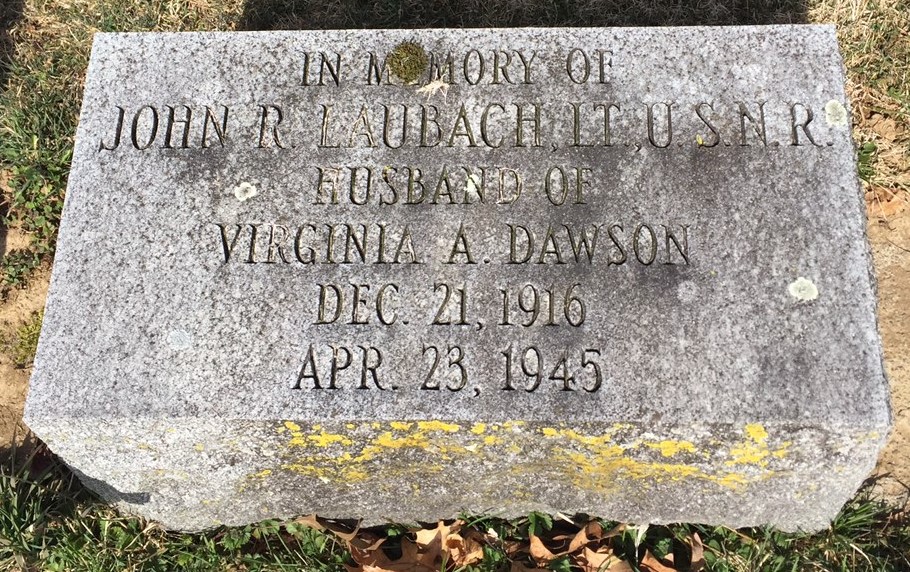 IN MEMORY OF
JOHN R. LAUBACH, LT., U.S.N.R.
HUSBAND OF
VIRGINIA A. DAWSON
DEC. 21, 1916
APR. 23, 1945